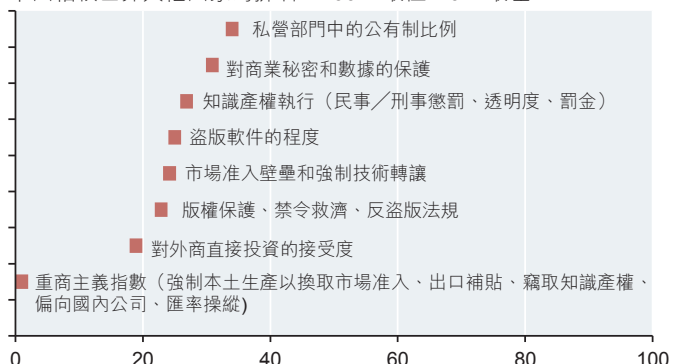 私營部門中的公有制比例
對商業秘密和數據的保護
知識產權執行（民事／刑事懲罰、透明度、罰金）
盜版軟件的程度
市場准入壁壘和強制技術轉讓
版權保護、禁令救濟、反盜版法規
對外商直接投資的接受度
重商主義指數（強制本土生產以換取市場准入、出口補貼、竊取知識產權、
偏向國內公司、匯率操縱)
0 20 40 60 80 100